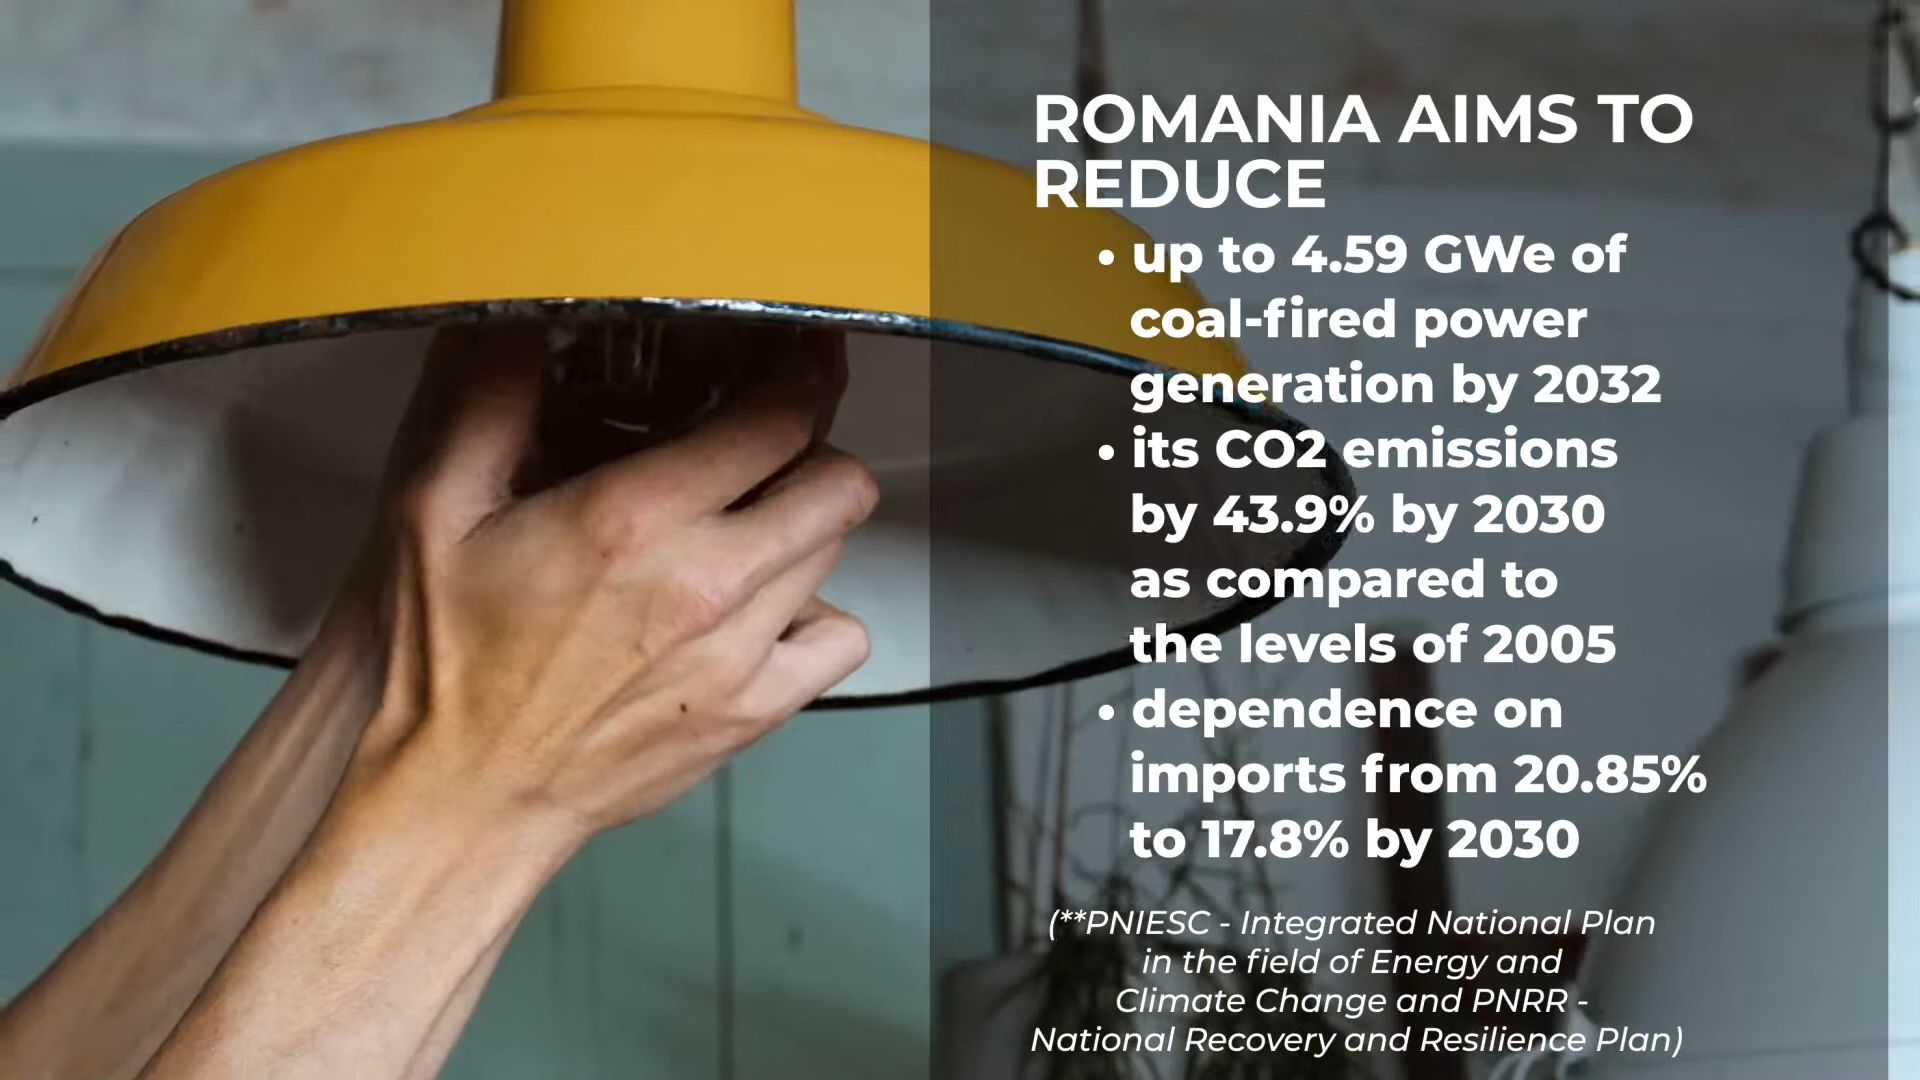 ROMANIA AIMS TO
REDUCE
• up to 4.59 GWe of
coal-fired power
generation by 2032
• its CO2 emissions
by 43.9% by 2030
as compared to
the levels of 2005
• dependence on
imports from 20.85%
to 17.8% by 2030
(**PNIESC - Integrated National Plan
in the field of Energy and
Climate Change and PNRR -
National Recovery and Resilience Plan)